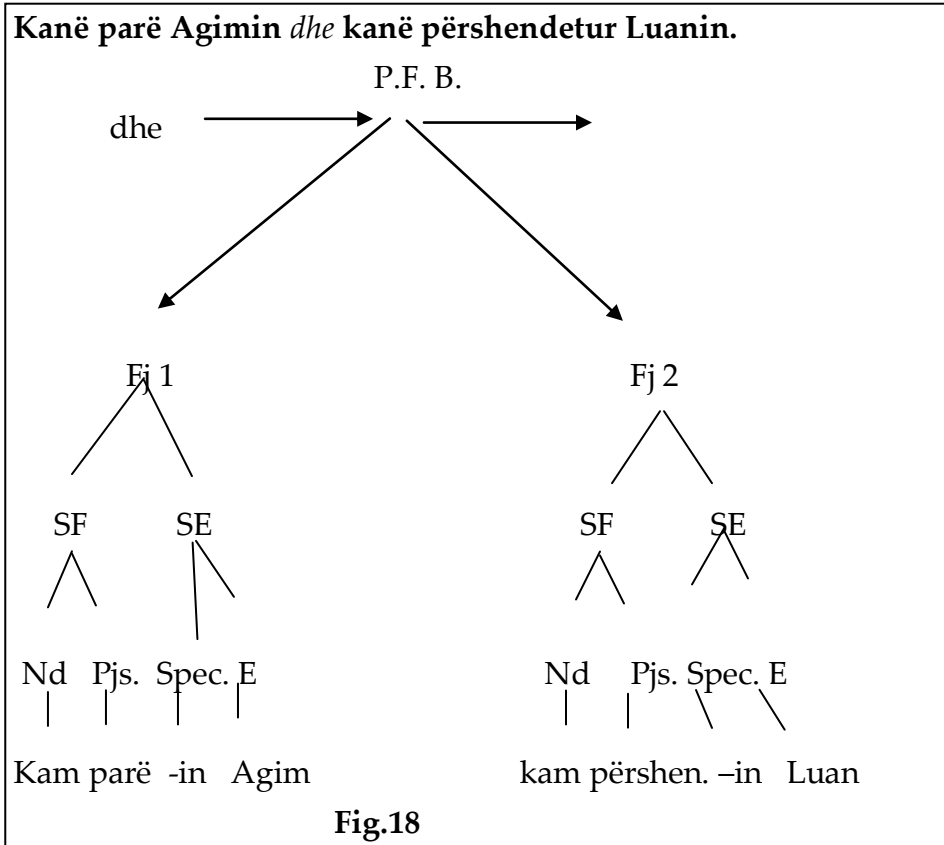 Kanë parë Agimin dhe kanë përshendetur Luanin.
P.F. B.
dhe
Fj 1 Fj 2
SF SE SF SE
Nd Pjs. Spec. E Nd Pjs. Spec. E
Kam parë -in Agim kam përshen. –in Luan
Fig.18